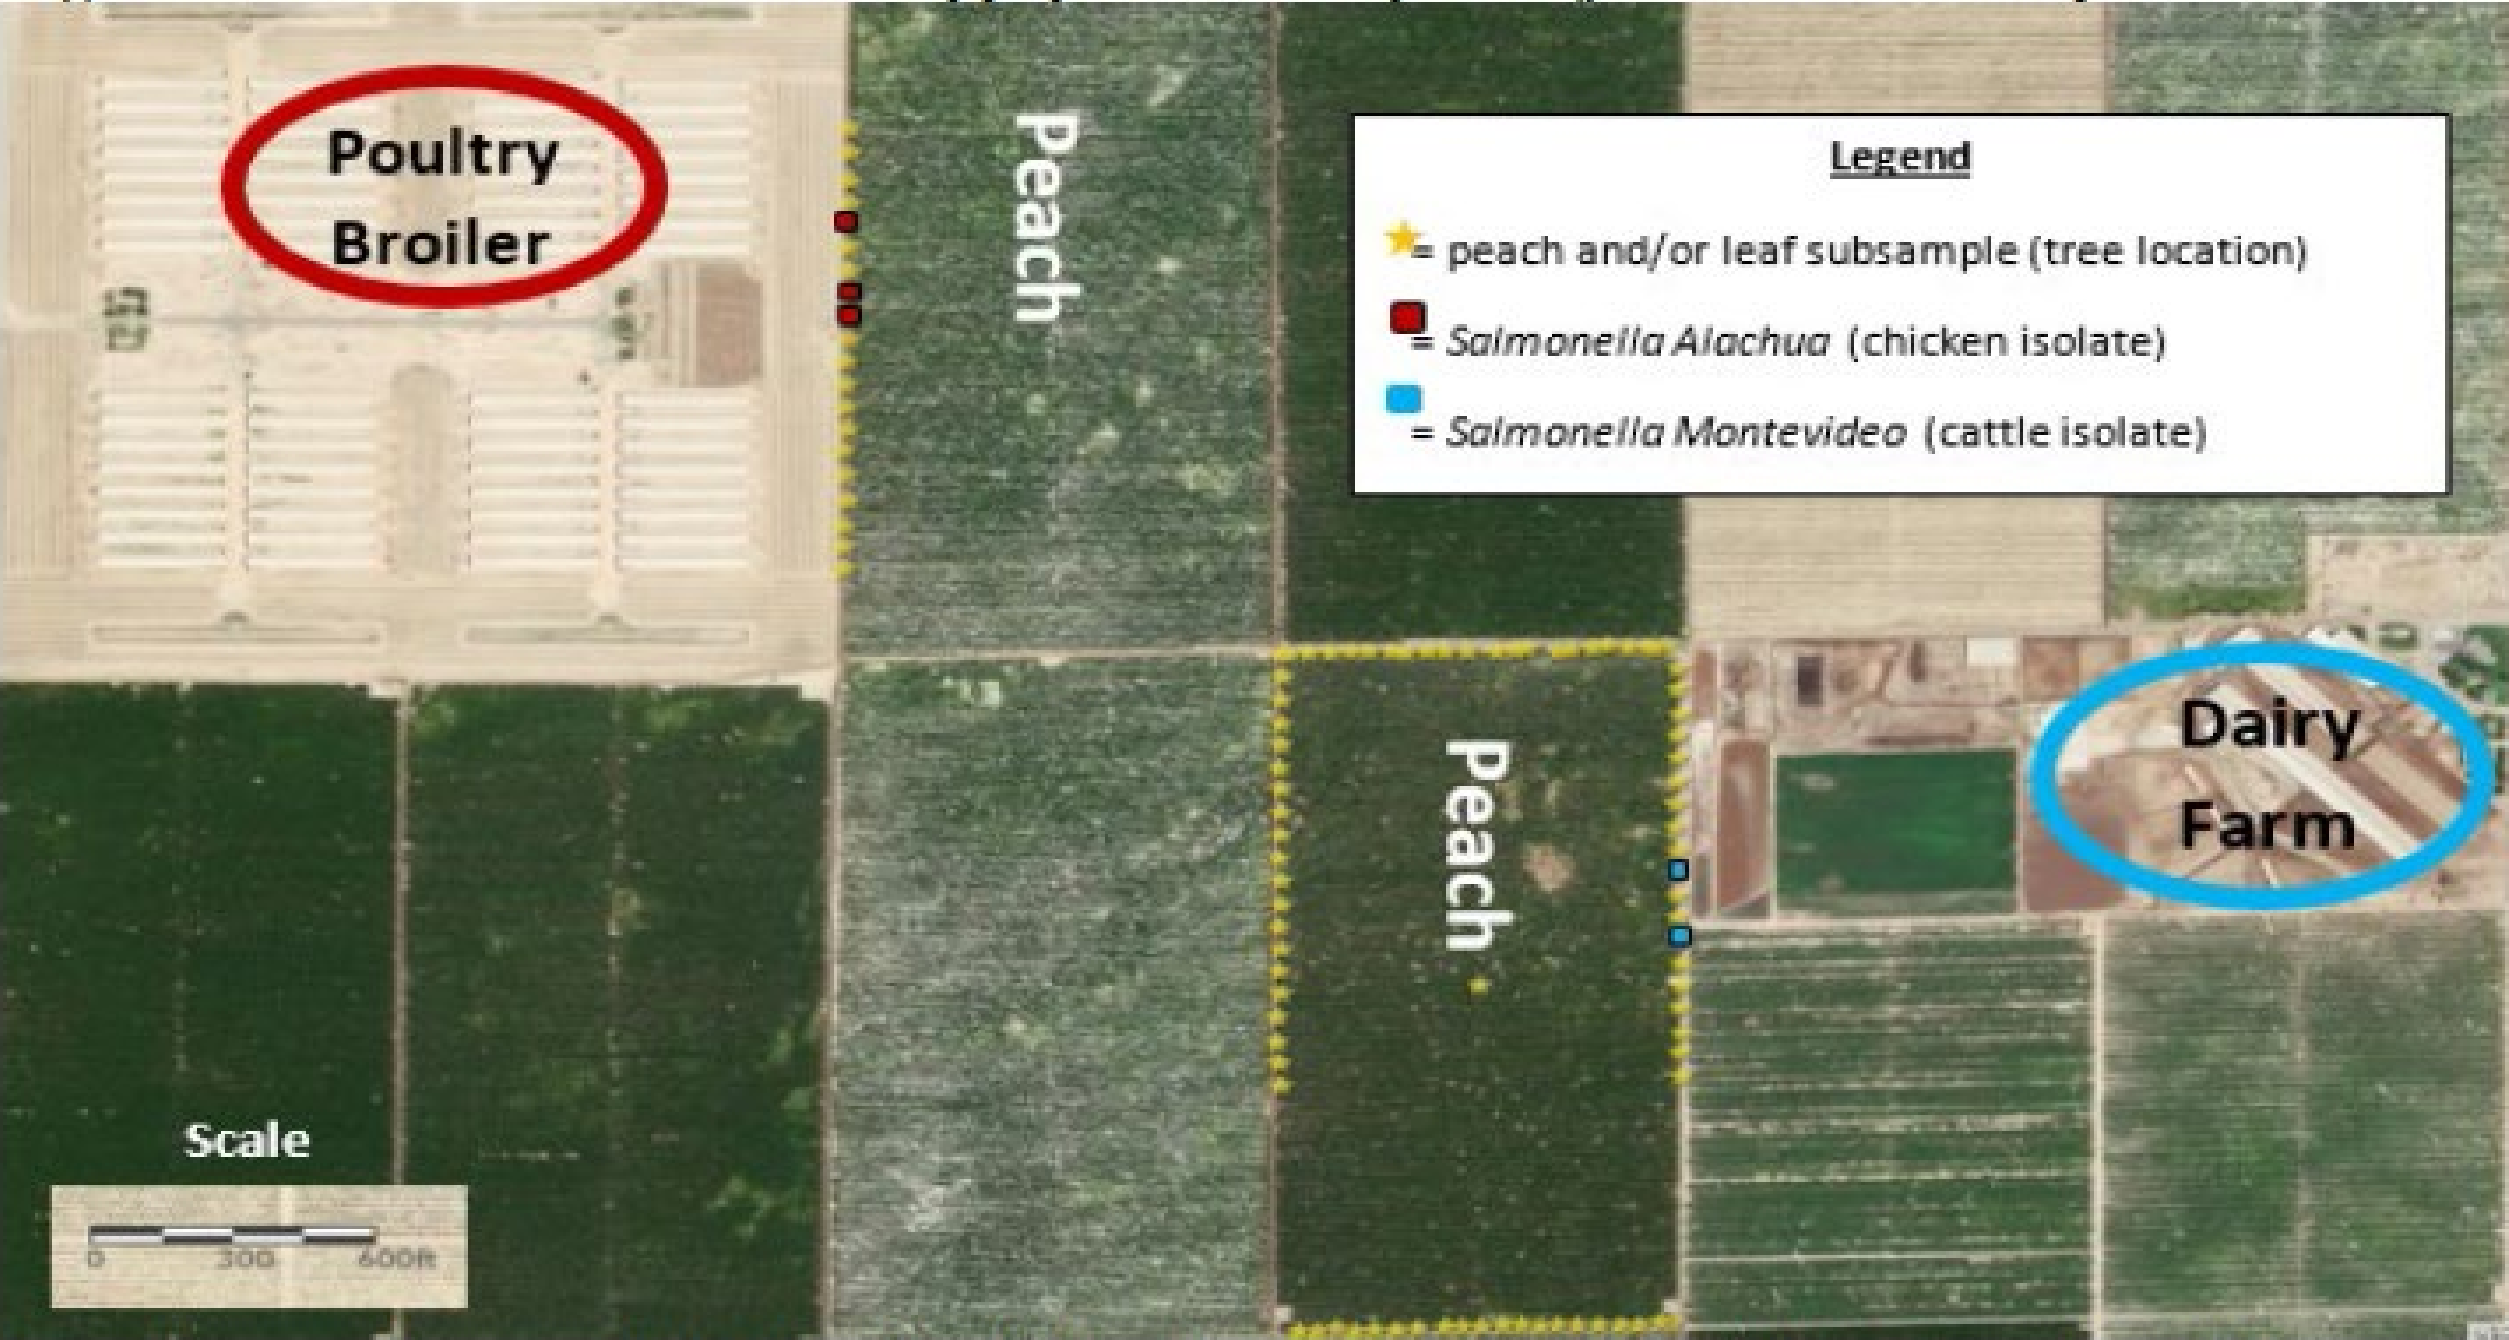 Poultry
Broiler
Peach
Legend
= peach and/or leaf subsample (tree location)
= Salmonella Alachua (chicken isolate)
= Salmonella Montevideo (cattle isolate)
Peach
Dairy
Farm
Scale
0 300 600ft